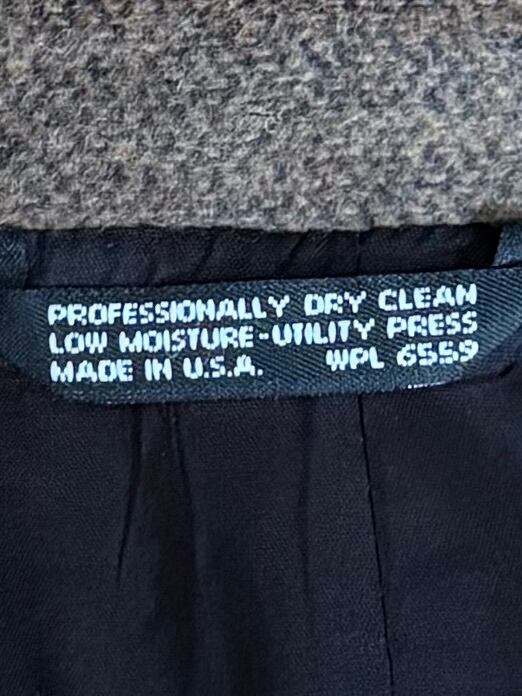 PROFESSIONALLY DRY CLEAN
LOW MOISTURE-UTILITY PRESS
MADE IN U.S.A. WPL 6559